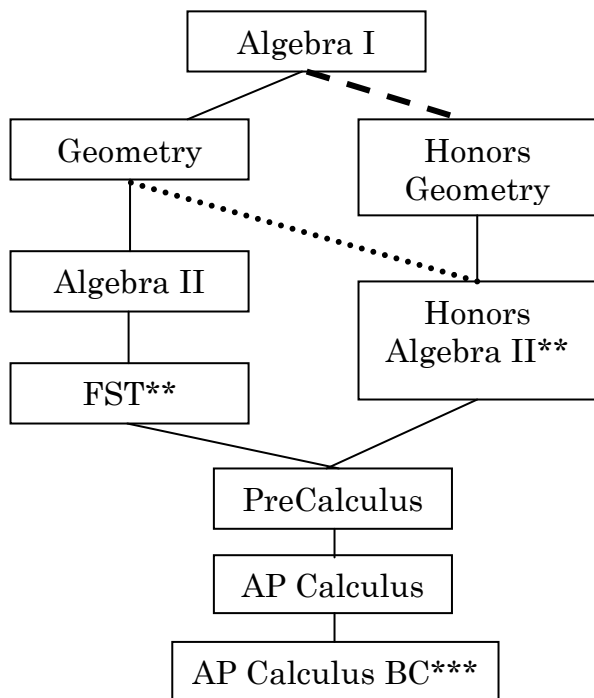 Algebra I
Geometry
Honors
Geometry
Algebra II
Honors
Algebra II**
FST**
PreCalculus
AP Calculus
AP Calculus BC***